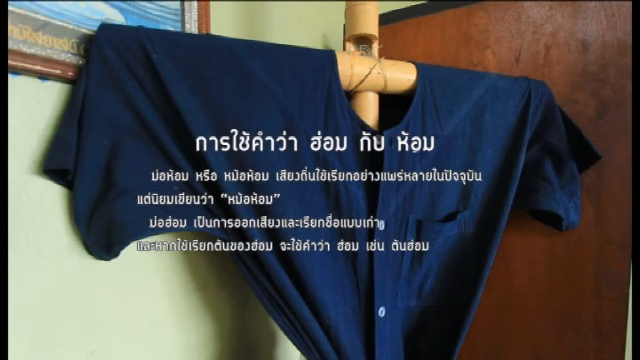 การใช้คำว่า ฮ่อม กับ ห้อม
ม่อห้อม หรือ หม้อห้อม เสียงถิ่นใช้เรียกอย่างแพร่หลายในปัจจุบัน
แต่นิยมเขียนว่า “หม้อห้อม”
ม่อฮ่อม เป็นการออกเสียงและเรียกชื่อแบบเก่า
และหากใช้เรียกต้นของฮ่อม จะใช้คำว่า ฮ่อม เช่น ต้นฮ่อม